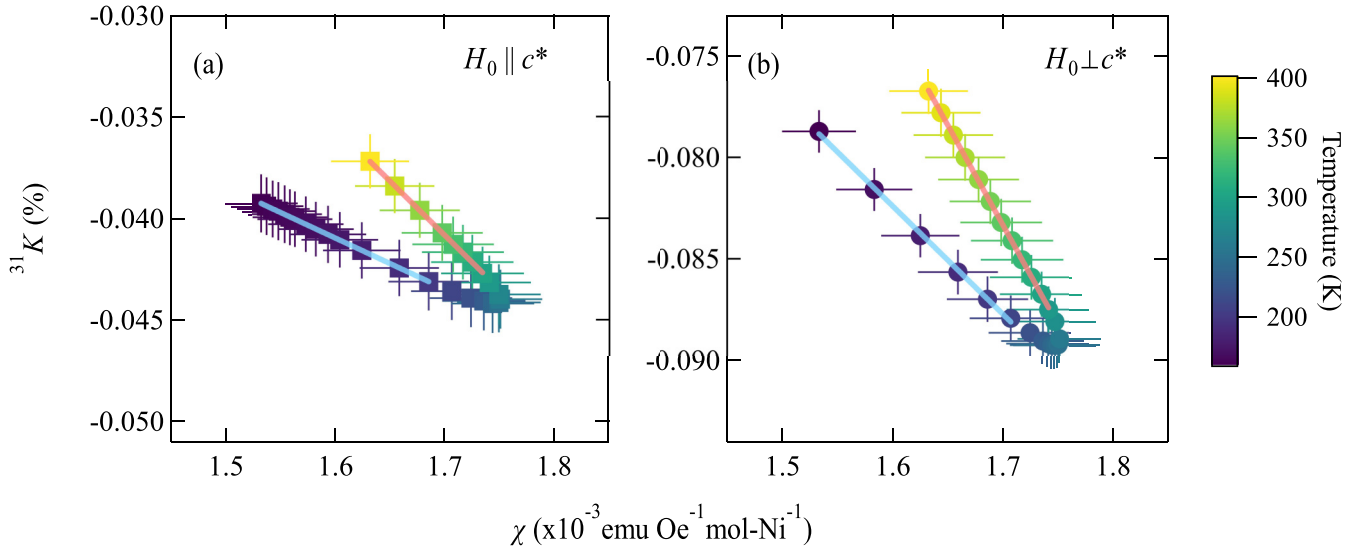 (a)
H₀ ∥ c*
-0.030
-0.035
-0.040
-0.045
-0.050
³¹K (%)
1.5 1.6 1.7 1.8
(b)
H₀⊥c*
-0.075
-0.080
-0.085
-0.090
1.5 1.6 1.7 1.8
χ (x10⁻³ emu Oe⁻¹ mol-Ni⁻¹)
400
350
300
250
200
Temperature (K)